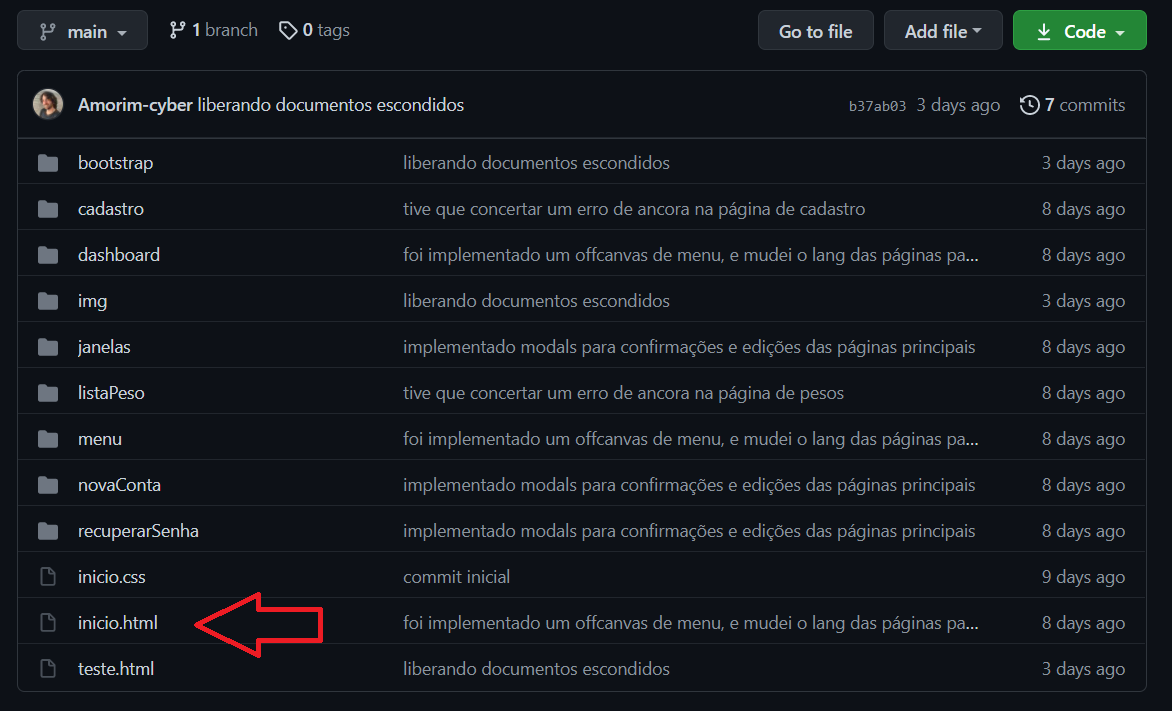 main 1 branch 0 tags Go to file Add file Code
Amorim-cyber liberando documentos escondidos b37ab03 3 days ago 7 commits
bootstrap liberando documentos escondidos 3 days ago
cadastro tive que concertar um erro de ancora na página de cadastro 8 days ago
dashboard foi implementado um offcanvas de menu, e mudei o lang das páginas pa... 8 days ago
img liberando documentos escondidos 3 days ago
janelas implementado modals para confirmações e edições das páginas principais 8 days ago
listaPeso tive que concertar um erro de ancora na página de pesos 8 days ago
menu foi implementado um offcanvas de menu, e mudei o lang das páginas pa... 8 days ago
novaConta implementado modals para confirmações e edições das páginas principais 8 days ago
recuperarSenha implementado modals para confirmações e edições das páginas principais 8 days ago
inicio.css commit inicial 9 days ago
inicio.html foi implementado um offcanvas de menu, e mudei o lang das páginas pa... 8 days ago
teste.html liberando documentos escondidos 3 days ago